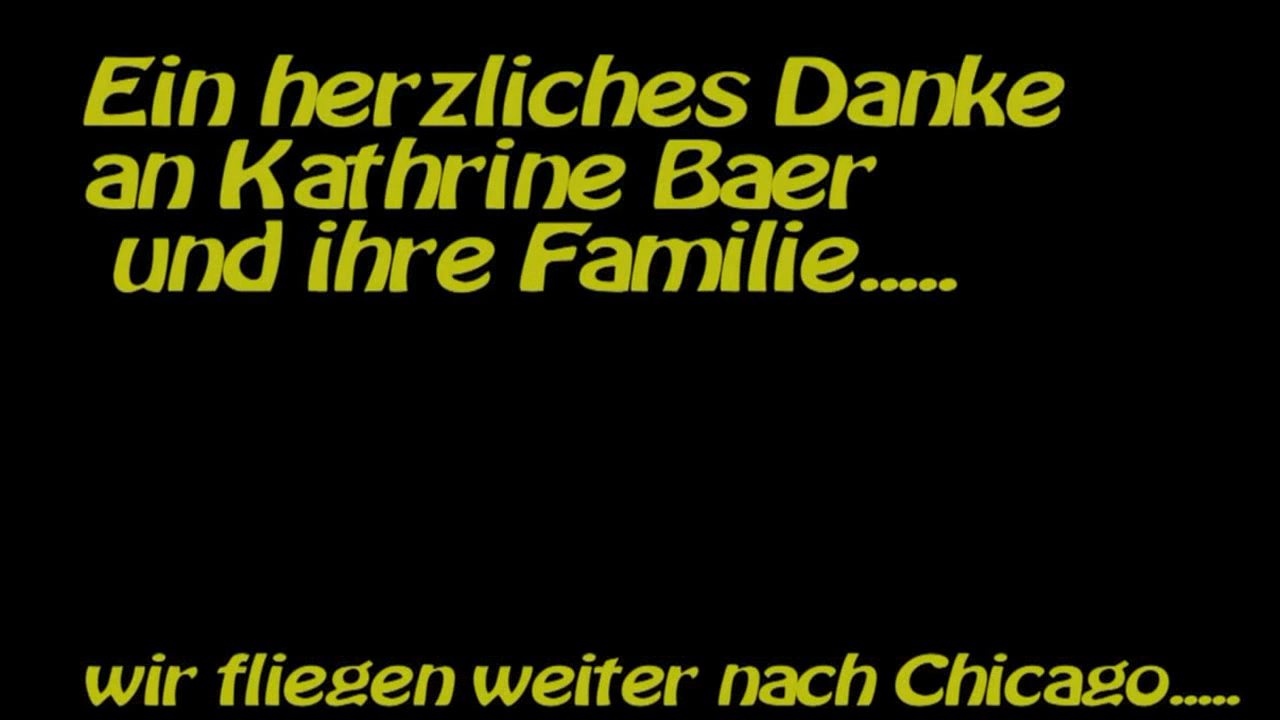 Ein herzliches Danke
an Kathrine Baer
und ihre Familie.....
wir fliegen weiter nach Chicago.....